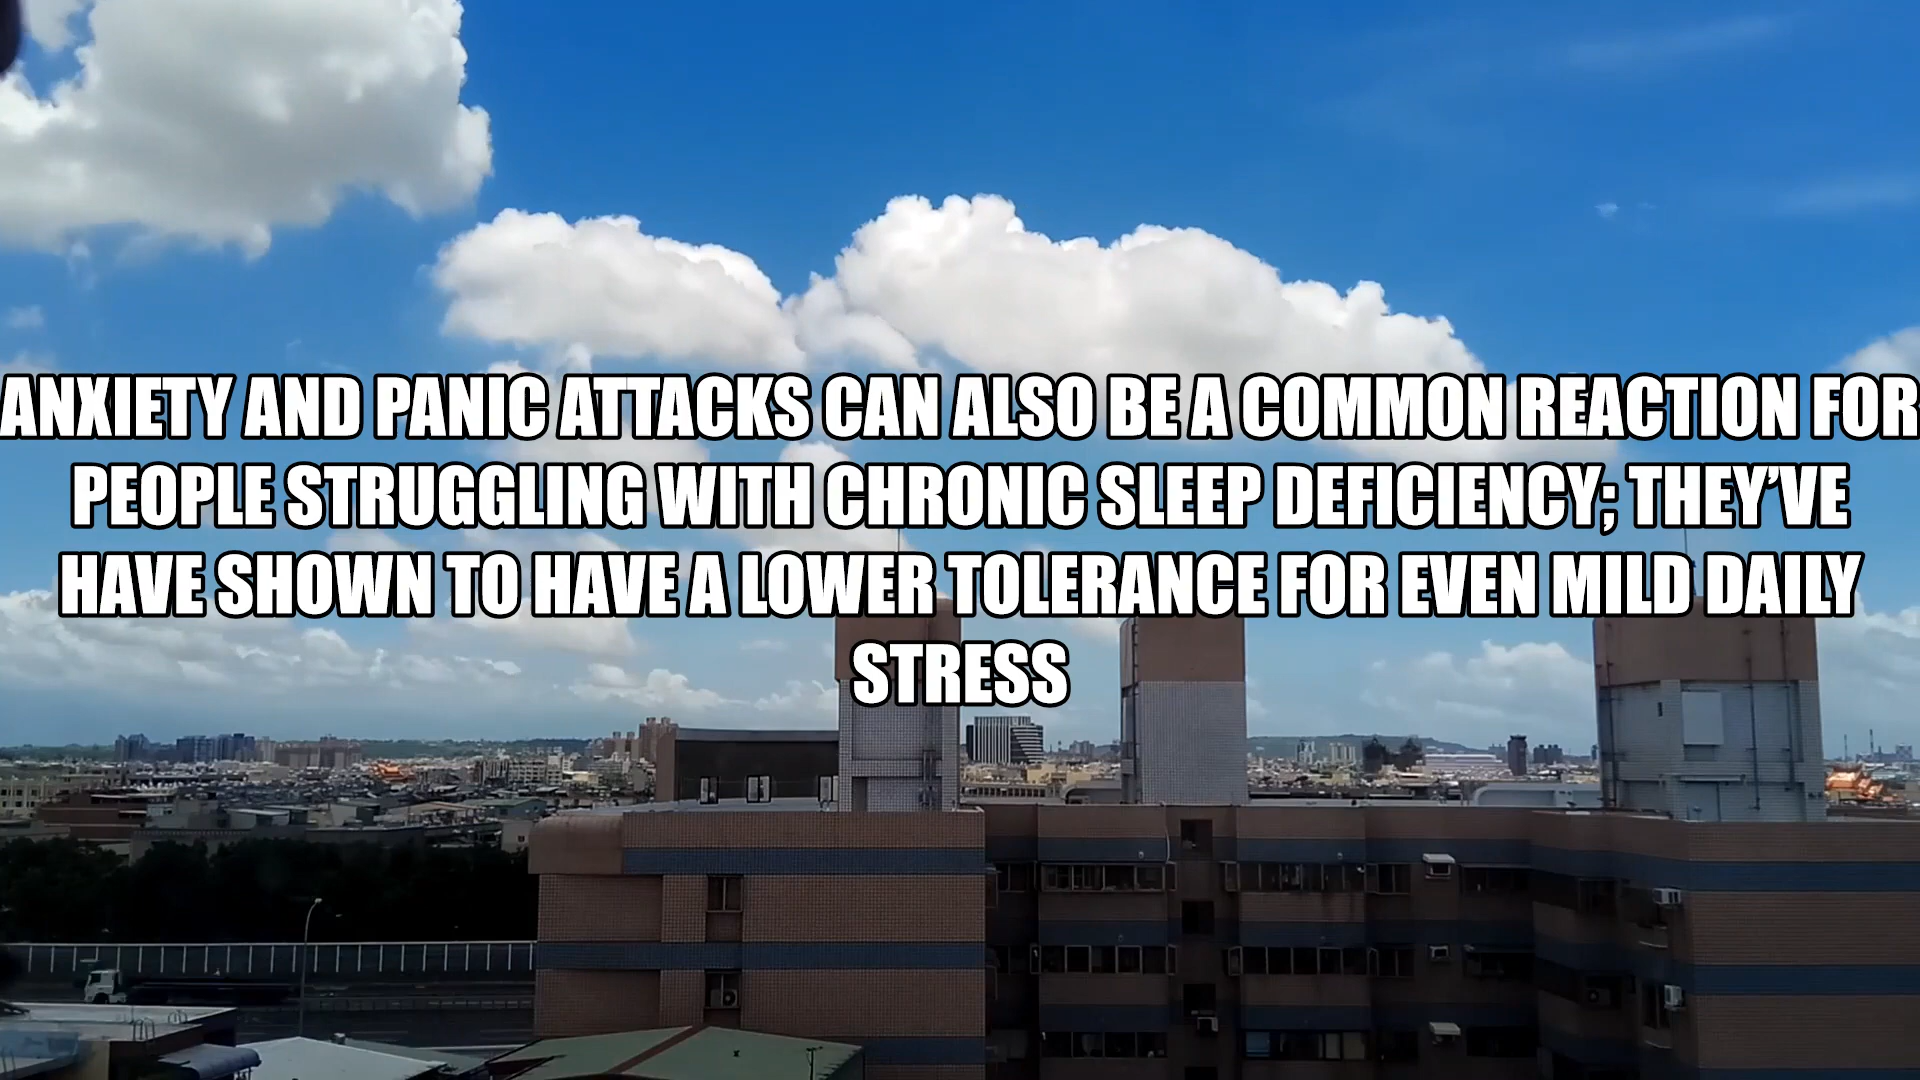 ANXIETY AND PANIC ATTACKS CAN ALSO BE A COMMON REACTION FOR
PEOPLE STRUGGLING WITH CHRONIC SLEEP DEFICIENCY; THEY’VE
HAVE SHOWN TO HAVE A LOWER TOLERANCE FOR EVEN MILD DAILY
STRESS